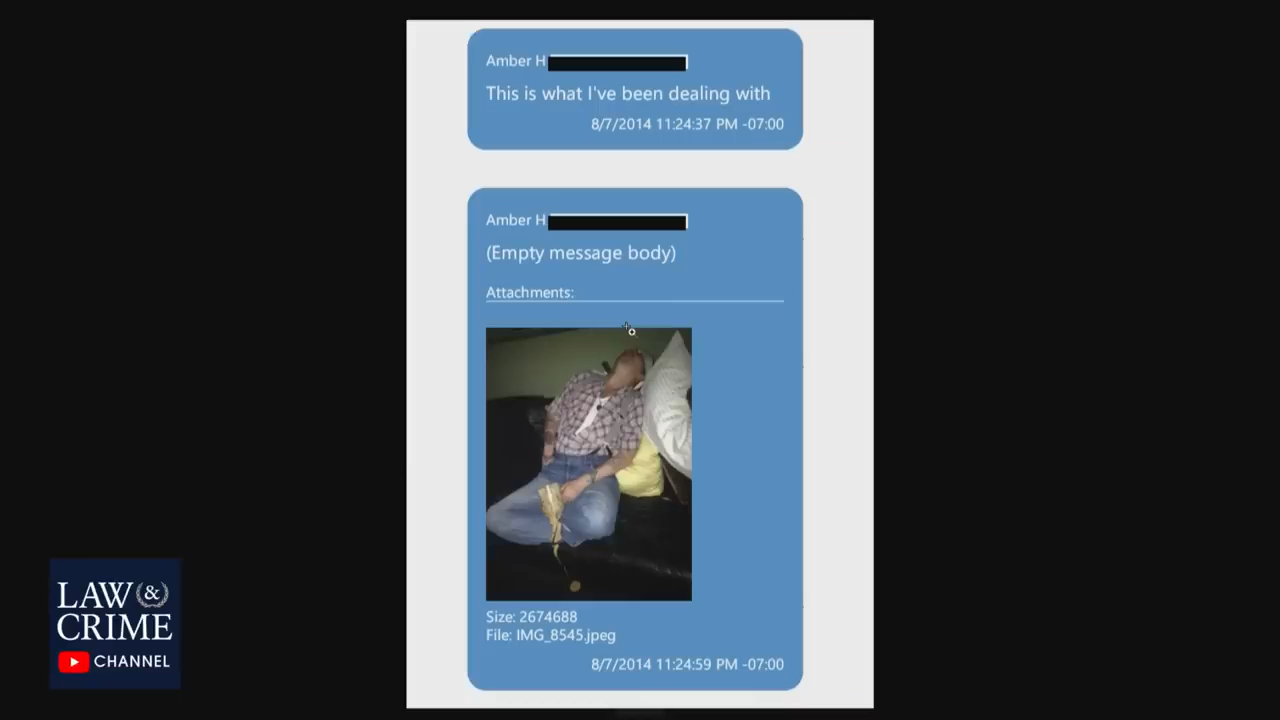 Amber H
This is what I've been dealing with
8/7/2014 11:24:37 PM -07:00
Amber H
(Empty message body)
Attachments:
Size: 2674688
File: IMG_8545.jpeg
8/7/2014 11:24:59 PM -07:00
LAW &
CRIME
CHANNEL